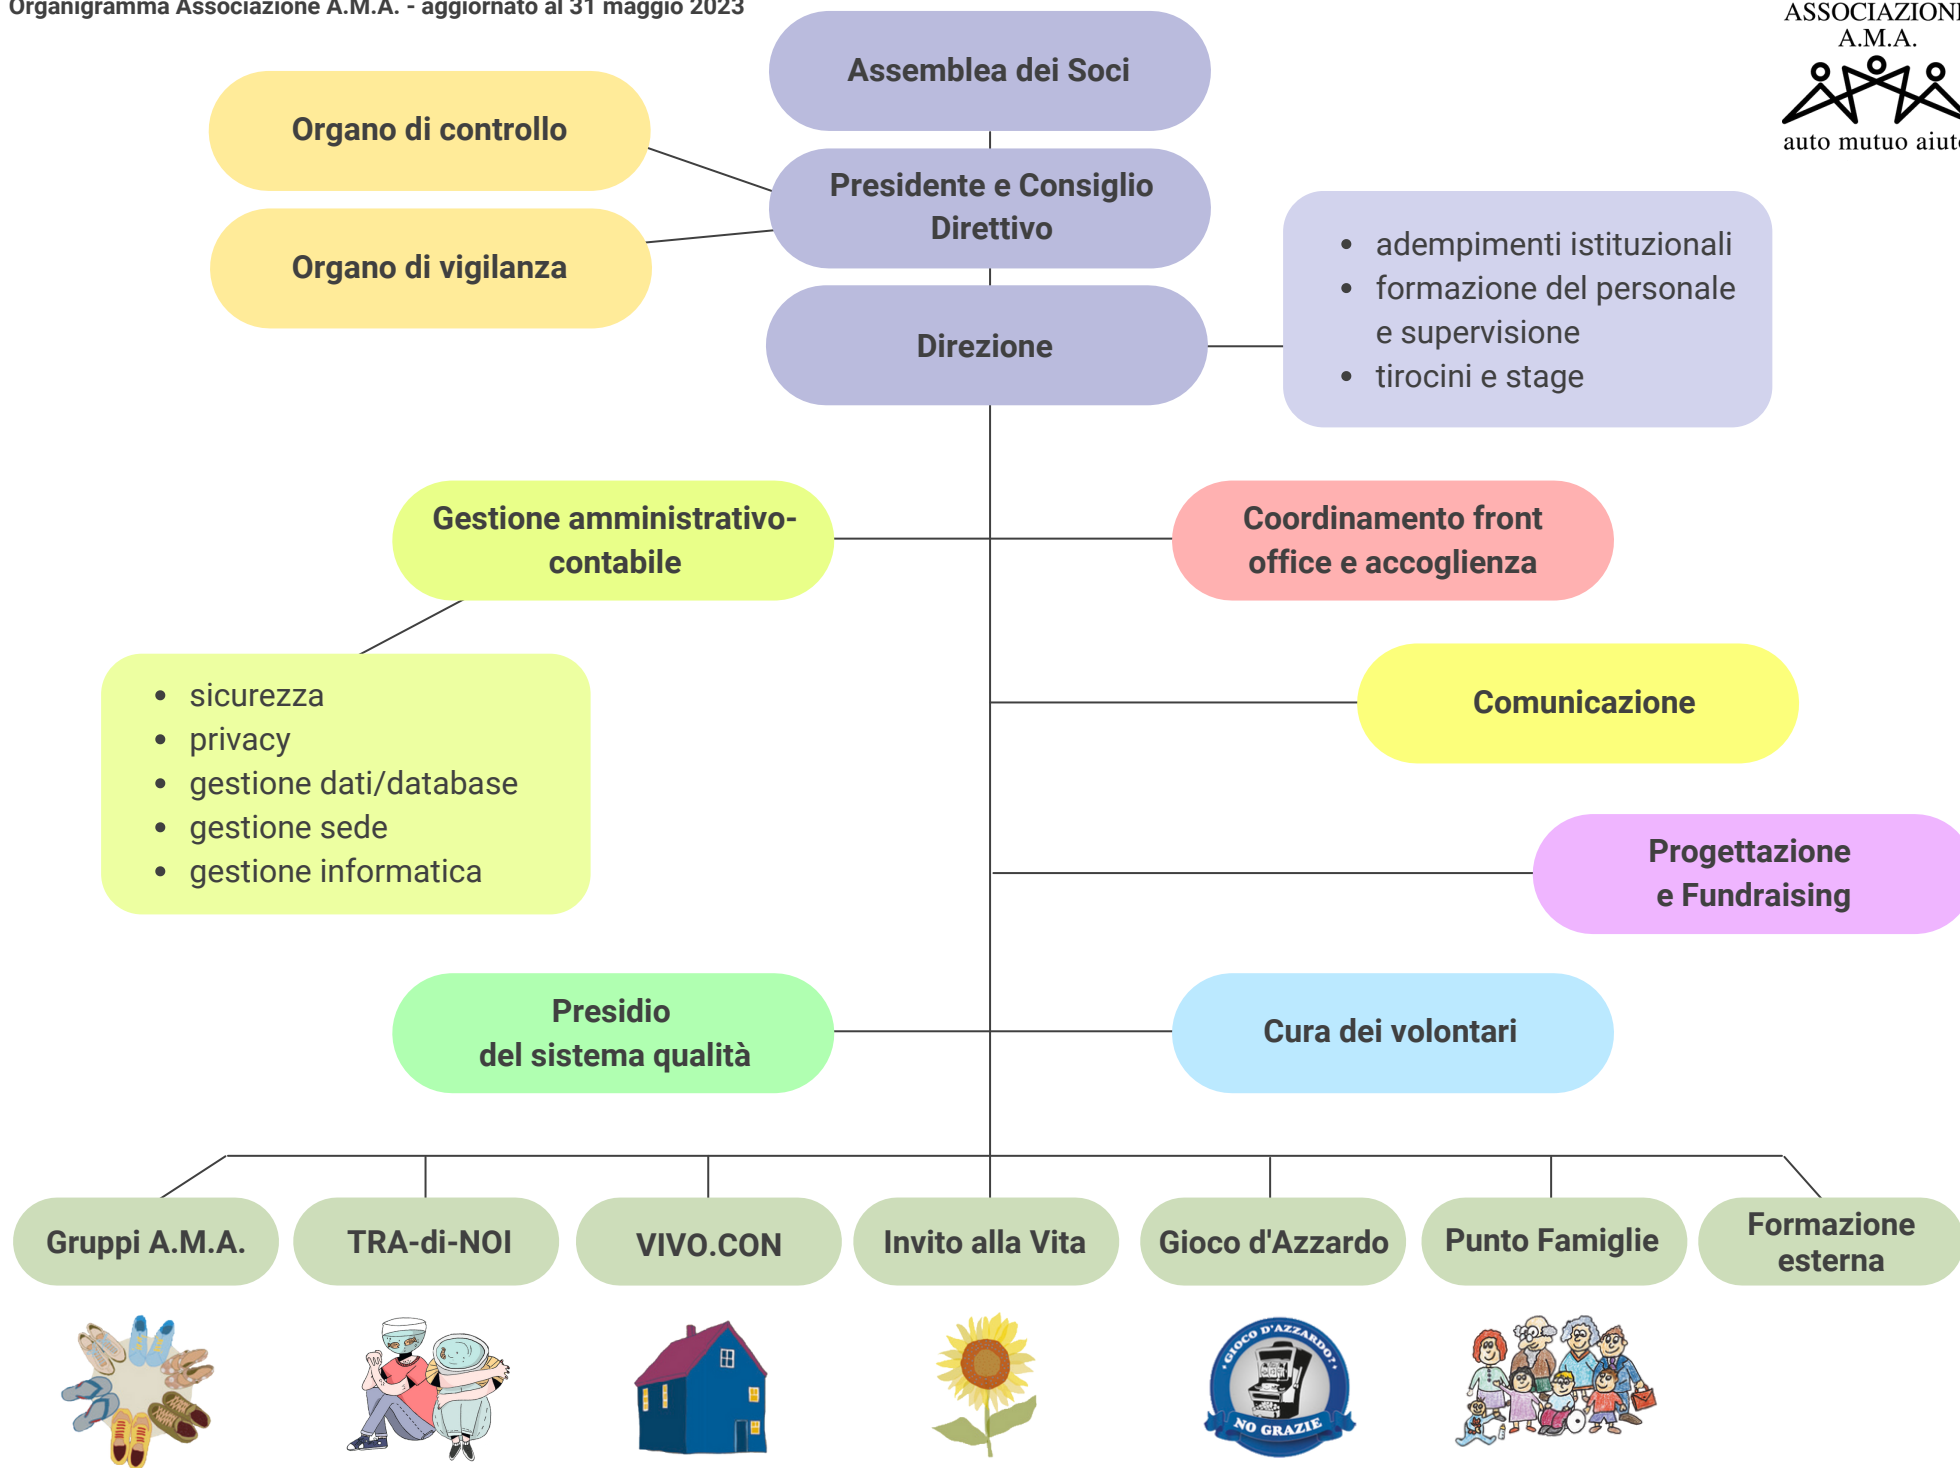 Organigramma Associazione A.M.A. - aggiornato al 31 maggio 2023
ASSOCIAZIONE
A.M.A.
auto mutuo aiuto
Assemblea dei Soci
Organo di controllo
Presidente e Consiglio
Direttivo
Organo di vigilanza
Direzione
• adempimenti istituzionali
• formazione del personale
e supervisione
• tirocini e stage
Gestione amministrativo-
contabile
Coordinamento front
office e accoglienza
• sicurezza
• privacy
• gestione dati/database
• gestione sede
• gestione informatica
Comunicazione
Progettazione
e Fundraising
Presidio
del sistema qualità
Cura dei volontari
Gruppi A.M.A.
TRA-di-NOI
VIVO.CON
Invito alla Vita
Gioco d'Azzardo
Punto Famiglie
Formazione
esterna
GIOCO D'AZZARDO?
NO GRAZIE